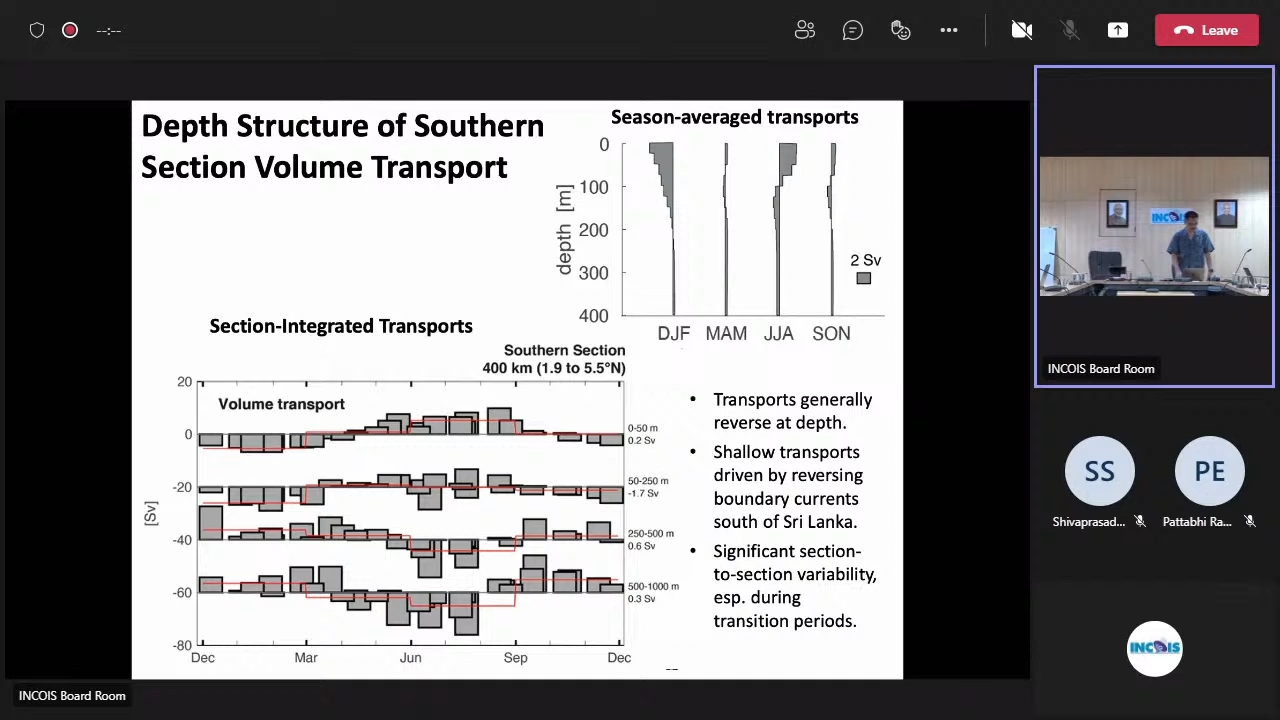 --:--
Leave
Depth Structure of Southern
Section Volume Transport
Season-averaged transports
0
100
200
300
400
depth [m]
2 Sv
DJF MAM JJA SON
Section-Integrated Transports
Southern Section
400 km (1.9 to 5.5°N)
Volume transport
20
0
-20
-40
-60
-80
[Sv]
0-50 m
0.2 Sv
50-250 m
-1.7 Sv
250-500 m
0.6 Sv
500-1000 m
0.3 Sv
Dec Mar Jun Sep Dec
• Transports generally
reverse at depth.
• Shallow transports
driven by reversing
boundary currents
south of Sri Lanka.
• Significant section-
to-section variability,
esp. during
transition periods.
INCOIS Board Room
INCOIS
INCOIS Board Room
SS
PE
Shivaprasad...
Pattabhi Ra...
INCOIS